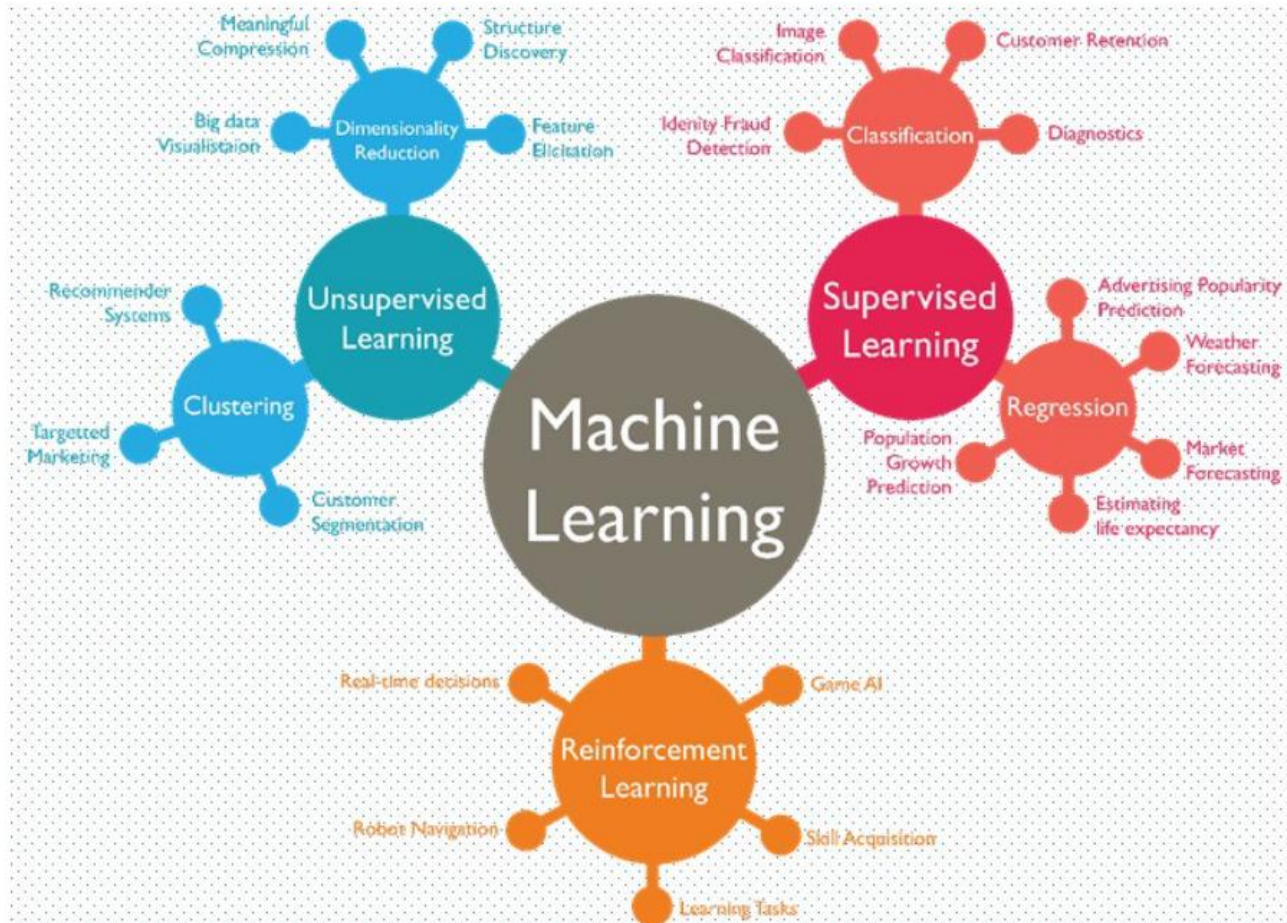 Meaningful
Compression
Structure
Discovery
Big data
Visualistaion
Dimensionality
Reduction
Feature
Elicitation
Unsupervised
Learning
Recommender
Systems
Clustering
Targetted
Marketing
Customer
Segmentation
Machine
Learning
Image
Classification
Customer Retention
Idenity Fraud
Detection
Classification
Diagnostics
Supervised
Learning
Advertising Popularity
Prediction
Weather
Forecasting
Regression
Population
Growth
Prediction
Market
Forecasting
Estimating
life expectancy
Real-time decisions
Game AI
Reinforcement
Learning
Robot Navigation
Skill Acquisition
Learning Tasks